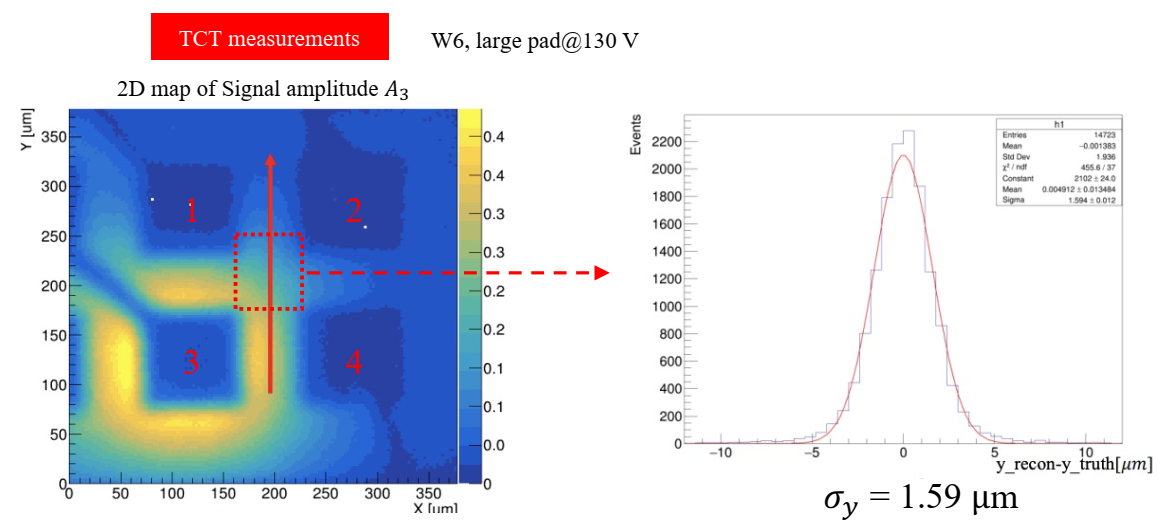 TCT measurements
W6, large pad@130 V
2D map of Signal amplitude A₃
Y [um]
350
300
250
200
150
100
50
0
0 50 100 150 200 250 300 350
X [um]
0.4
0.4
0.3
0.3
0.2
0.2
0.1
0.1
0.0
0
1 2
3 4
Events
2200
2000
1800
1600
1400
1200
1000
800
600
400
200
0
−10 −5 0 5 10
y_recon-y_truth[μm]
h1
Entries 14723
Mean −0.001383
Std Dev 1.936
χ² / ndf 455.6 / 37
Constant 2102 ± 24.0
Mean 0.004912 ± 0.013484
Sigma 1.594 ± 0.012
σy = 1.59 μm